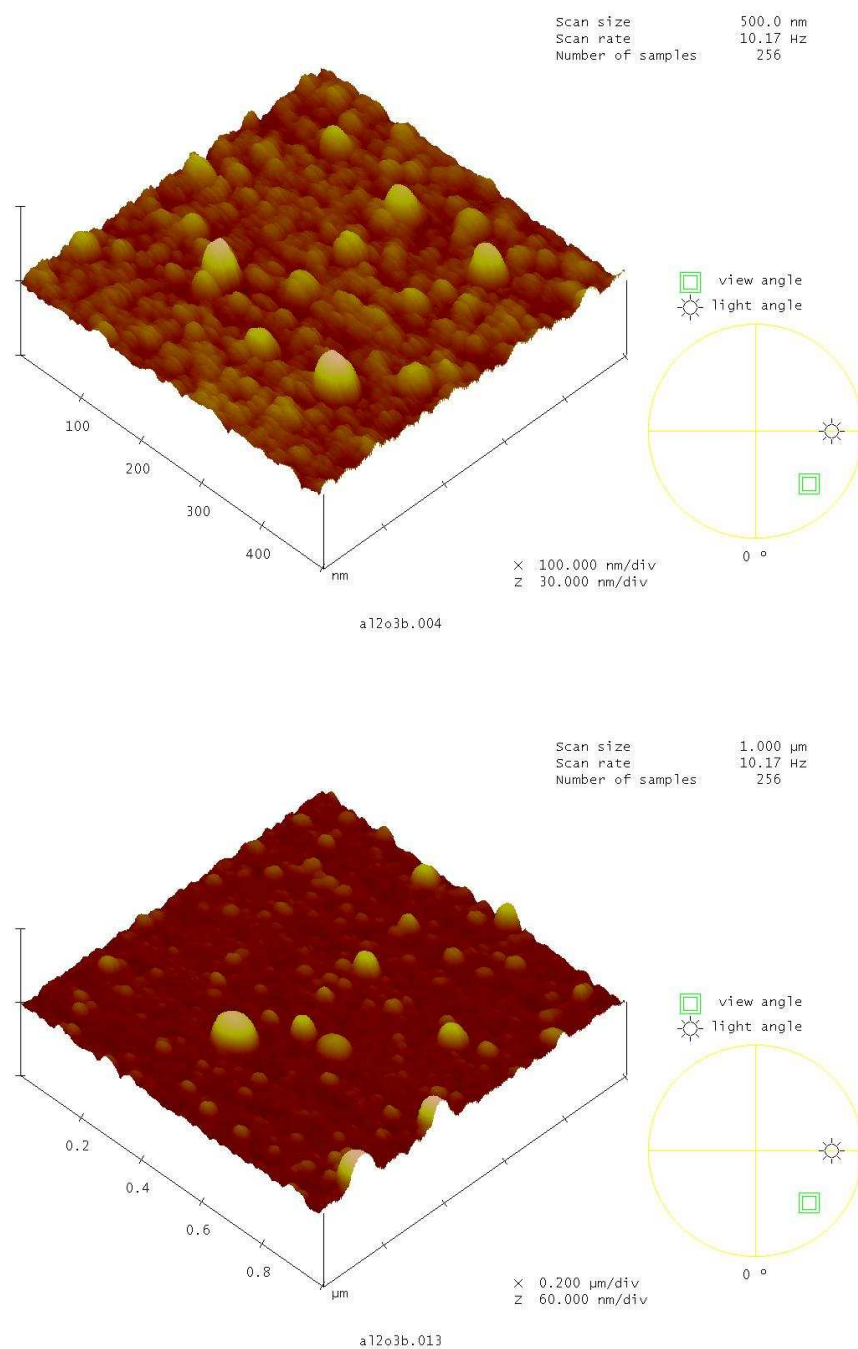 Scan size 500.0 nm
Scan rate 10.17 Hz
Number of samples 256
view angle
light angle
100
200
300
400
nm
0 º
X 100.000 nm/div
Z 30.000 nm/div
al2o3b.004
Scan size 1.000 µm
Scan rate 10.17 Hz
Number of samples 256
view angle
light angle
0.2
0.4
0.6
0.8
µm
0 º
X 0.200 µm/div
Z 60.000 nm/div
al2o3b.013